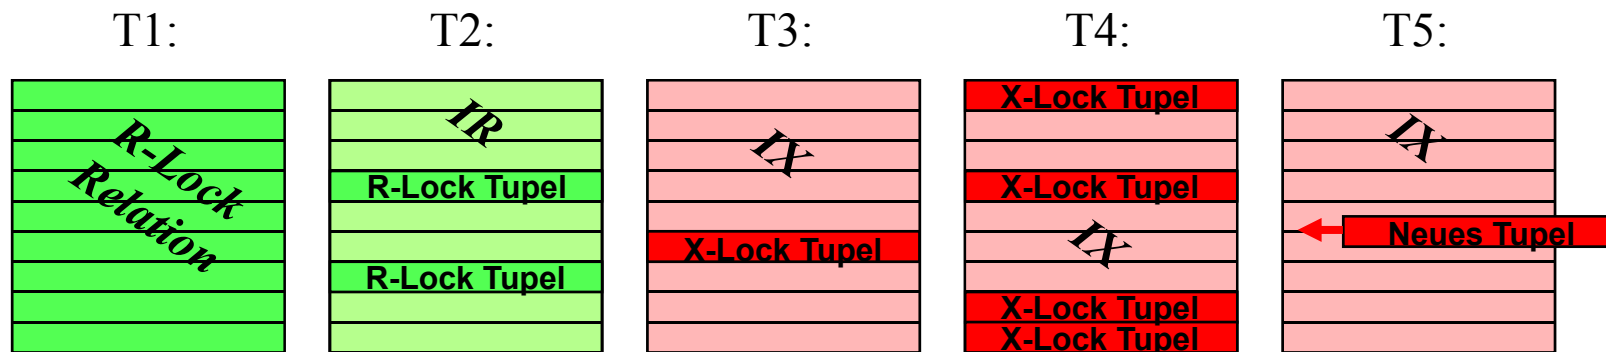 T1:
T2:
T3:
T4:
T5:
R-Lock
Relation
IR
R-Lock Tupel
R-Lock Tupel
IX
X-Lock Tupel
X-Lock Tupel
X-Lock Tupel
IX
X-Lock Tupel
X-Lock Tupel
IX
Neues Tupel